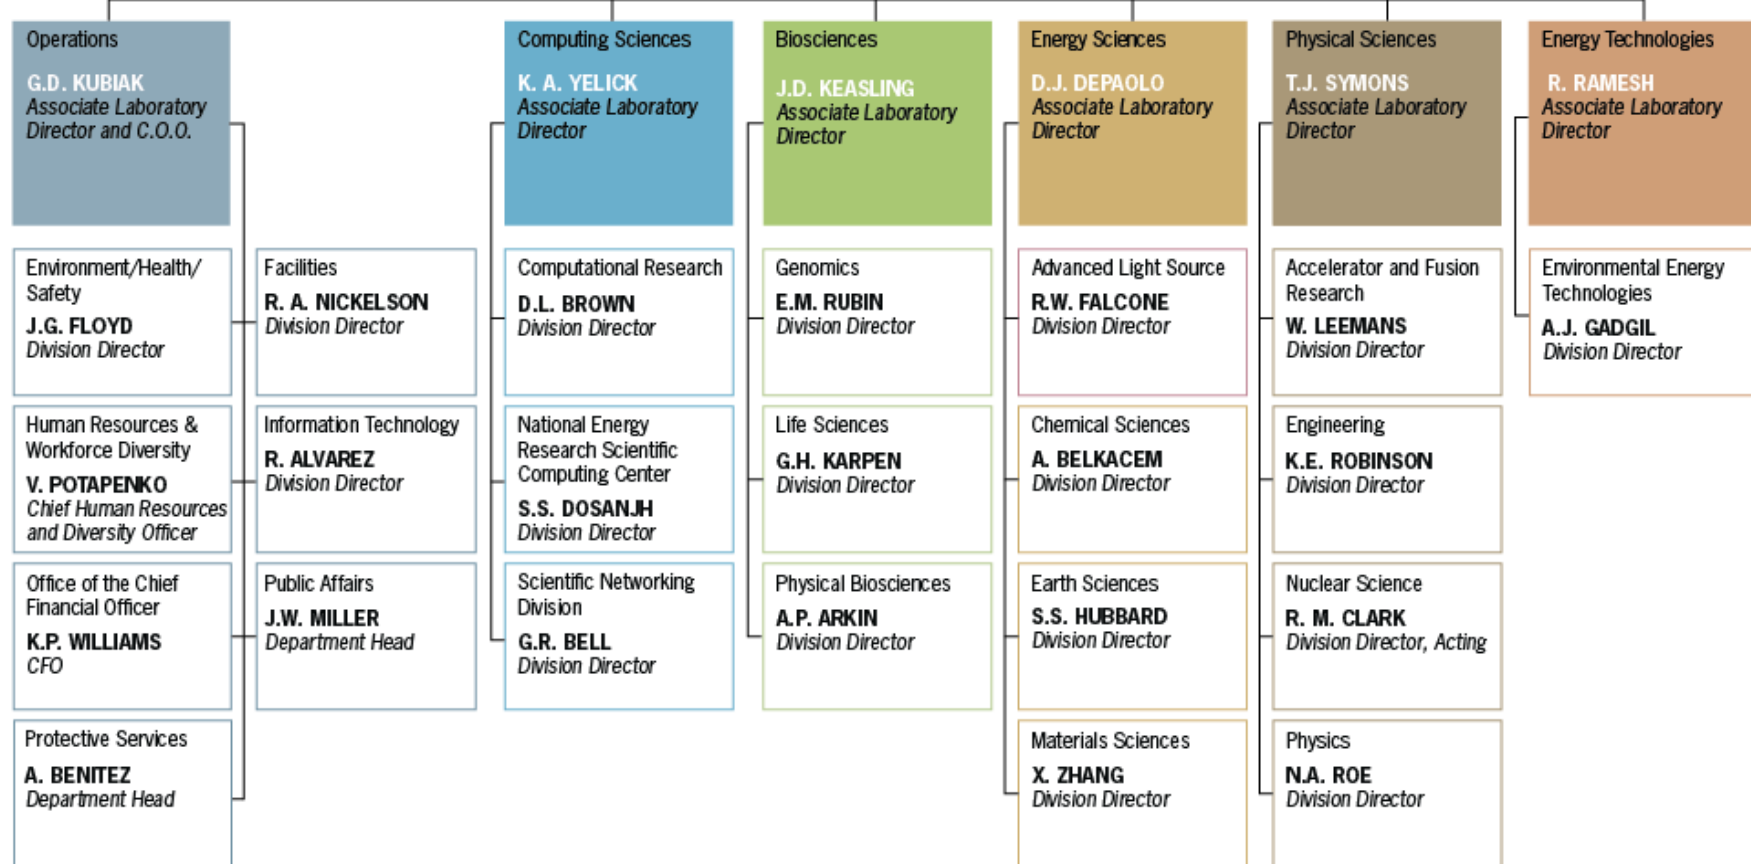 Operations
G.D. KUBIAK
Associate Laboratory
Director and C.O.O.
Computing Sciences
K. A. YELICK
Associate Laboratory
Director
Biosciences
J.D. KEASLING
Associate Laboratory
Director
Energy Sciences
D.J. DEPAOLO
Associate Laboratory
Director
Physical Sciences
T.J. SYMONS
Associate Laboratory
Director
Energy Technologies
R. RAMESH
Associate Laboratory
Director
Environment/Health/
Safety
J.G. FLOYD
Division Director
Facilities
R. A. NICKELSON
Division Director
Computational Research
D.L. BROWN
Division Director
Genomics
E.M. RUBIN
Division Director
Advanced Light Source
R.W. FALCONE
Division Director
Accelerator and Fusion
Research
W. LEEMANS
Division Director
Environmental Energy
Technologies
A.J. GADGIL
Division Director
Human Resources &
Workforce Diversity
V. POTAPENKO
Chief Human Resources
and Diversity Officer
Information Technology
R. ALVAREZ
Division Director
National Energy
Research Scientific
Computing Center
S.S. DOSANJH
Division Director
Life Sciences
G.H. KARPEN
Division Director
Chemical Sciences
A. BELKACEM
Division Director
Engineering
K.E. ROBINSON
Division Director
Office of the Chief
Financial Officer
K.P. WILLIAMS
CFO
Public Affairs
J.W. MILLER
Department Head
Scientific Networking
Division
G.R. BELL
Division Director
Physical Biosciences
A.P. ARKIN
Division Director
Earth Sciences
S.S. HUBBARD
Division Director
Nuclear Science
R. M. CLARK
Division Director, Acting
Protective Services
A. BENITEZ
Department Head
Materials Sciences
X. ZHANG
Division Director
Physics
N.A. ROE
Division Director